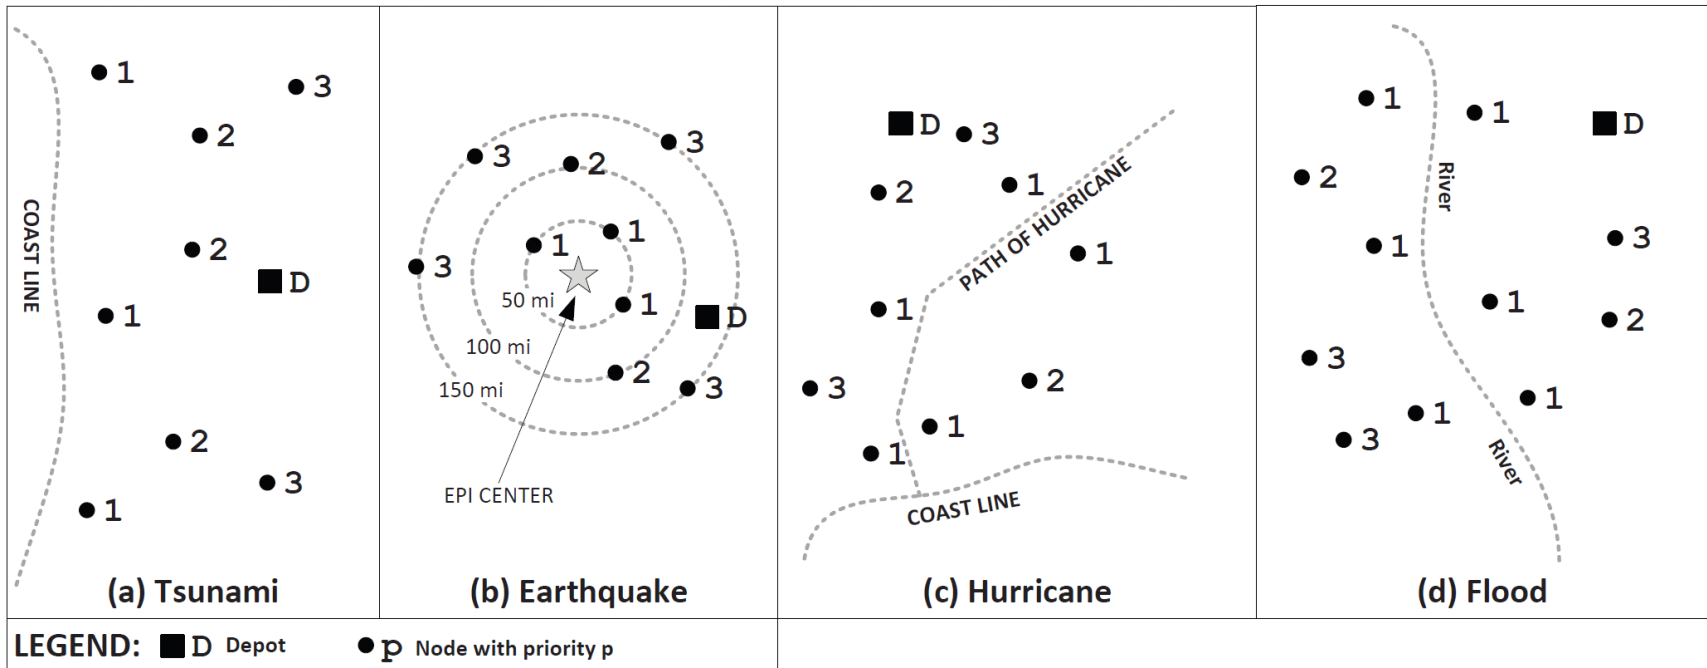 1
3
2
COAST LINE
2
D
1
2
3
1
(a) Tsunami
3
3
2
1
1
3
50 mi
1
D
100 mi
2
150 mi
3
EPI CENTER
(b) Earthquake
D
3
2
1
PATH OF HURRICANE
1
1
3
2
1
1
COAST LINE
(c) Hurricane
1
1
D
2
River
1
3
1
2
3
1
1
3
River
(d) Flood
LEGEND: D Depot p Node with priority p